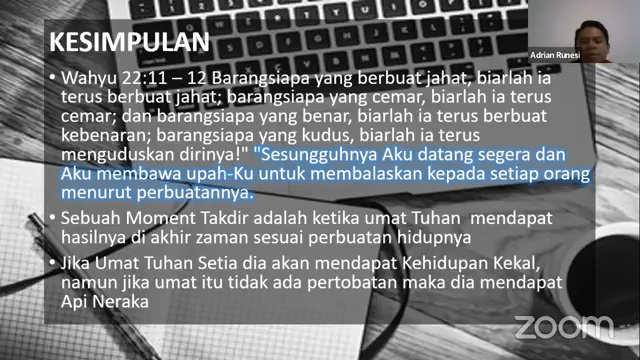 KESIMPULAN
Adrian Runesi
• Wahyu 22:11 – 12 Barangsiapa yang berbuat jahat, biarlah ia
terus berbuat jahat; barangsiapa yang cemar, biarlah ia terus
cemar; dan barangsiapa yang benar, biarlah ia terus berbuat
kebenaran; barangsiapa yang kudus, biarlah ia terus
menguduskan dirinya!" "Sesungguhnya Aku datang segera dan
Aku membawa upah-Ku untuk membalaskan kepada setiap orang
menurut perbuatannya.
• Sebuah Moment Takdir adalah ketika umat Tuhan mendapat
hasilnya di akhir zaman sesuai perbuatan hidupnya
• Jika Umat Tuhan Setia dia akan mendapat Kehidupan Kekal,
namun jika umat itu tidak ada pertobatan maka dia mendapat
Api Neraka
zoom